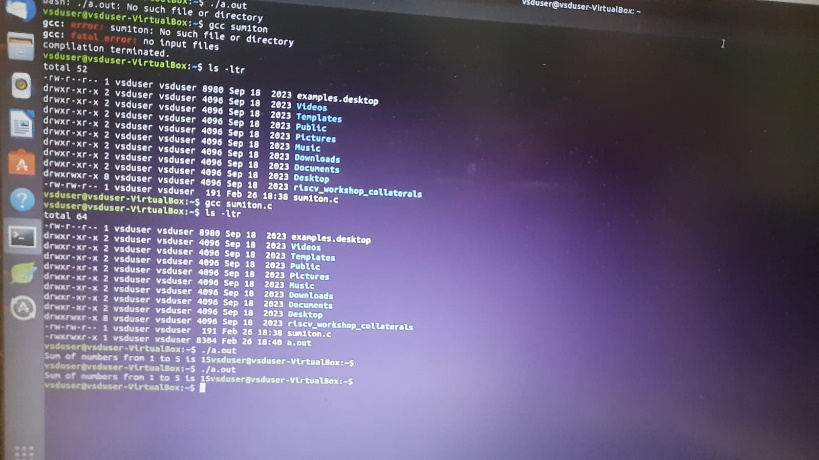 vsduser@vsduser-VirtualBox: ~
bash: ./a.out: No such file or directory
vsduser@vsduser-VirtualBox:~$ gcc sum1ton
gcc: error: sum1ton: No such file or directory
gcc: fatal error: no input files
compilation terminated.
vsduser@vsduser-VirtualBox:~$ ls -ltr
total 52
-rw-r--r-- 1 vsduser vsduser 8980 Sep 18 2023 examples.desktop
drwxr-xr-x 2 vsduser vsduser 4096 Sep 18 2023 Videos
drwxr-xr-x 2 vsduser vsduser 4096 Sep 18 2023 Templates
drwxr-xr-x 2 vsduser vsduser 4096 Sep 18 2023 Public
drwxr-xr-x 2 vsduser vsduser 4096 Sep 18 2023 Pictures
drwxr-xr-x 2 vsduser vsduser 4096 Sep 18 2023 Music
drwxr-xr-x 2 vsduser vsduser 4096 Sep 18 2023 Downloads
drwxr-xr-x 2 vsduser vsduser 4096 Sep 18 2023 Documents
drwxr-xr-x 2 vsduser vsduser 4096 Sep 18 2023 Desktop
drwxrwxr-x 8 vsduser vsduser 4096 Sep 18 2023 riscv_workshop_collaterals
-rw-rw-r-- 1 vsduser vsduser 191 Feb 26 18:38 sum1ton.c
vsduser@vsduser-VirtualBox:~$ gcc sum1ton.c
vsduser@vsduser-VirtualBox:~$ ls -ltr
total 64
-rw-r--r-- 1 vsduser vsduser 8980 Sep 18 2023 examples.desktop
drwxr-xr-x 2 vsduser vsduser 4096 Sep 18 2023 Videos
drwxr-xr-x 2 vsduser vsduser 4096 Sep 18 2023 Templates
drwxr-xr-x 2 vsduser vsduser 4096 Sep 18 2023 Public
drwxr-xr-x 2 vsduser vsduser 4096 Sep 18 2023 Pictures
drwxr-xr-x 2 vsduser vsduser 4096 Sep 18 2023 Music
drwxr-xr-x 2 vsduser vsduser 4096 Sep 18 2023 Downloads
drwxr-xr-x 2 vsduser vsduser 4096 Sep 18 2023 Documents
drwxr-xr-x 2 vsduser vsduser 4096 Sep 18 2023 Desktop
drwxrwxr-x 8 vsduser vsduser 4096 Sep 18 2023 riscv_workshop_collaterals
-rw-rw-r-- 1 vsduser vsduser 191 Feb 26 18:38 sum1ton.c
-rwxrwxr-x 1 vsduser vsduser 8304 Feb 26 18:40 a.out
vsduser@vsduser-VirtualBox:~$ ./a.out
Sum of numbers from 1 to 5 is 15vsduser@vsduser-VirtualBox:~$
vsduser@vsduser-VirtualBox:~$ ./a.out
Sum of numbers from 1 to 5 is 15vsduser@vsduser-VirtualBox:~$
vsduser@vsduser-VirtualBox:~$